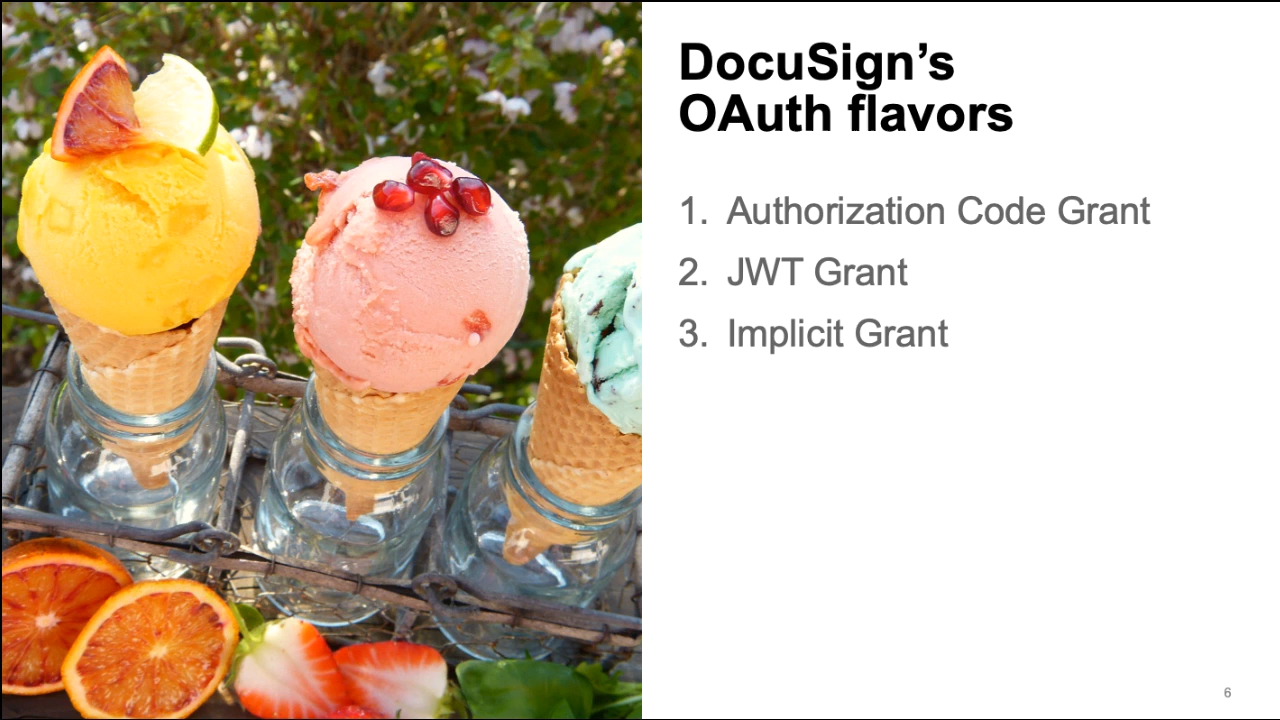 DocuSign’s
OAuth flavors
1. Authorization Code Grant
2. JWT Grant
3. Implicit Grant
6